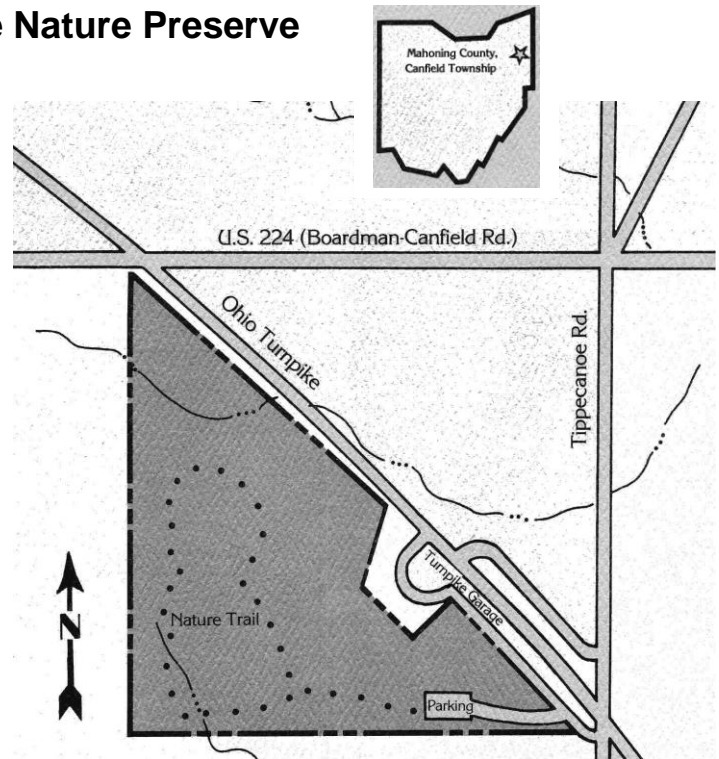 e Nature Preserve
Mahoning County,
Canfield Township
U.S. 224 (Boardman-Canfield Rd.)
Ohio Turnpike
Tippecanoe Rd.
Turnpike Garage
N
Nature Trail
Parking